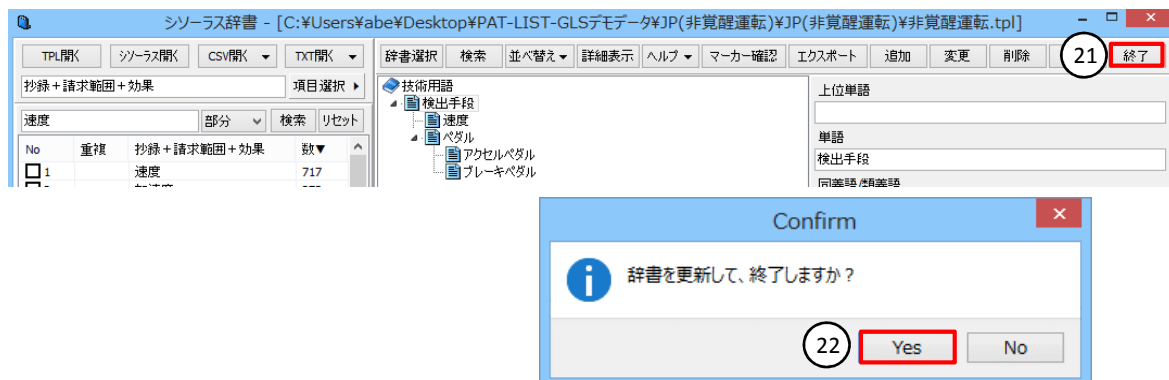 シソーラス辞書 - [C:¥Users¥abe¥Desktop¥PAT-LIST-GLSデモデータ¥JP(非覚醒運転)¥JP(非覚醒運転)¥非覚醒運転.tpl]
TPL開く シソーラス開く CSV開く TXT開く 辞書選択 検索 並べ替え 詳細表示 ヘルプ マーカー確認 エクスポート 追加 変更 削除 21 終了
抄録+請求範囲+効果 項目選択
技術用語
上位単語
検出手段
速度 部分 検索 リセット
速度
ペダル
単語
No 重複 抄録+請求範囲+効果 数▼
アクセルペダル
検出手段
1 速度 717
ブレーキペダル
同義語/類義語
Confirm
辞書を更新して、終了しますか?
22 Yes No